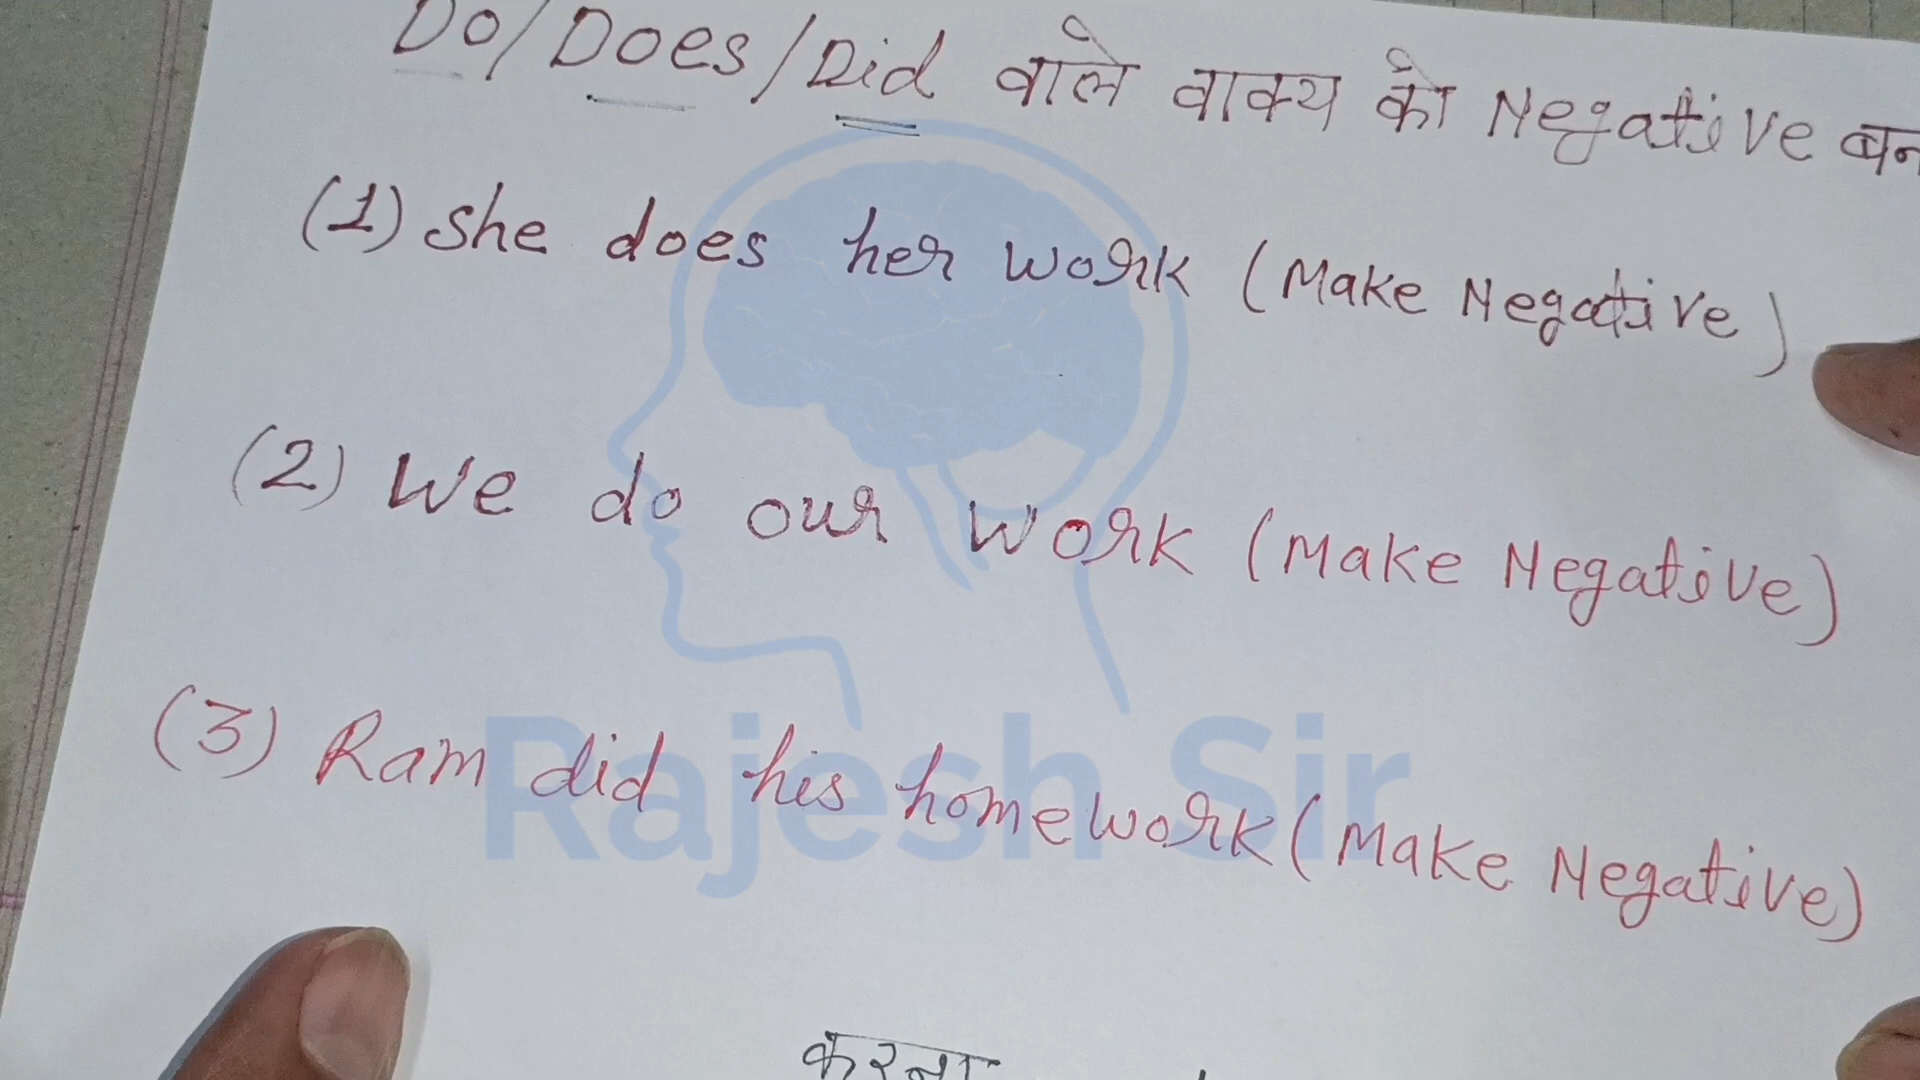 Do/Does/Did वाले वाक्य को Negative
(1) She does her work (Make Negative)
(2) We do our work (Make Negative)
(3) Ram did his homework (Make Negative)
Rajesh Sir
करना